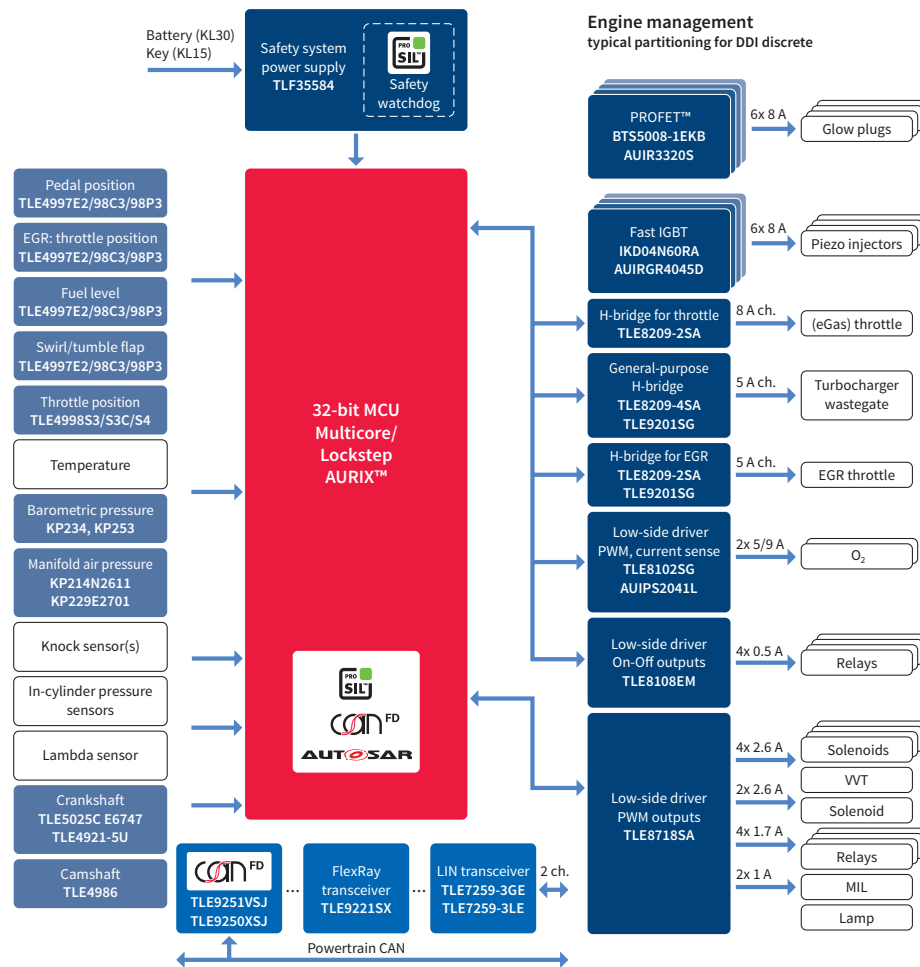 Battery (KL30)
Key (KL15)
Safety system
power supply
TLF35584
PRO
SIL™
Safety
watchdog
Engine management
typical partitioning for DDI discrete
Pedal position
TLE4997E2/98C3/98P3
EGR: throttle position
TLE4997E2/98C3/98P3
Fuel level
TLE4997E2/98C3/98P3
Swirl/tumble flap
TLE4997E2/98C3/98P3
Throttle position
TLE4998S3/S3C/S4
Temperature
Barometric pressure
KP234, KP253
Manifold air pressure
KP214N2611
KP229E2701
Knock sensor(s)
In-cylinder pressure
sensors
Lambda sensor
Crankshaft
TLE5025C E6747
TLE4921-5U
Camshaft
TLE4986
32-bit MCU
Multicore/
Lockstep
AURIX™
PRO
SIL™
CAN FD
AUTOSAR
CAN FD
TLE9251VSJ
TLE9250XSJ
...
FlexRay
transceiver
TLE9221SX
...
LIN transceiver
TLE7259-3GE
TLE7259-3LE
2 ch.
Powertrain CAN
PROFET™
BTS5008-1EKB
AUIR3320S
6x 8 A
Glow plugs
Fast IGBT
IKD04N60RA
AUIRGR4045D
6x 8 A
Piezo injectors
H-bridge for throttle
TLE8209-2SA
8 A ch.
(eGas) throttle
General-purpose
H-bridge
TLE8209-4SA
TLE9201SG
5 A ch.
Turbocharger
wastegate
H-bridge for EGR
TLE8209-2SA
TLE9201SG
5 A ch.
EGR throttle
Low-side driver
PWM, current sense
TLE8102SG
AUIPS2041L
2x 5/9 A
O₂
Low-side driver
On-Off outputs
TLE8108EM
4x 0.5 A
Relays
Low-side driver
PWM outputs
TLE8718SA
4x 2.6 A
Solenoids
VVT
2x 2.6 A
Solenoid
4x 1.7 A
Relays
2x 1 A
MIL
Lamp